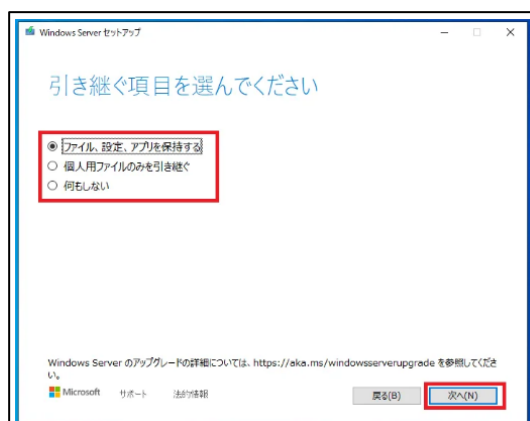 Windows Server セットアップ
引き継ぐ項目を選んでください
ファイル、設定、アプリを保持する
個人用ファイルのみを引き継ぐ
何もしない
Windows Server のアップグレードの詳細については、https://aka.ms/windowsserverupgrade を参照してくださ
い。
Microsoft サポート 法的情報 戻る(B) 次へ(N)